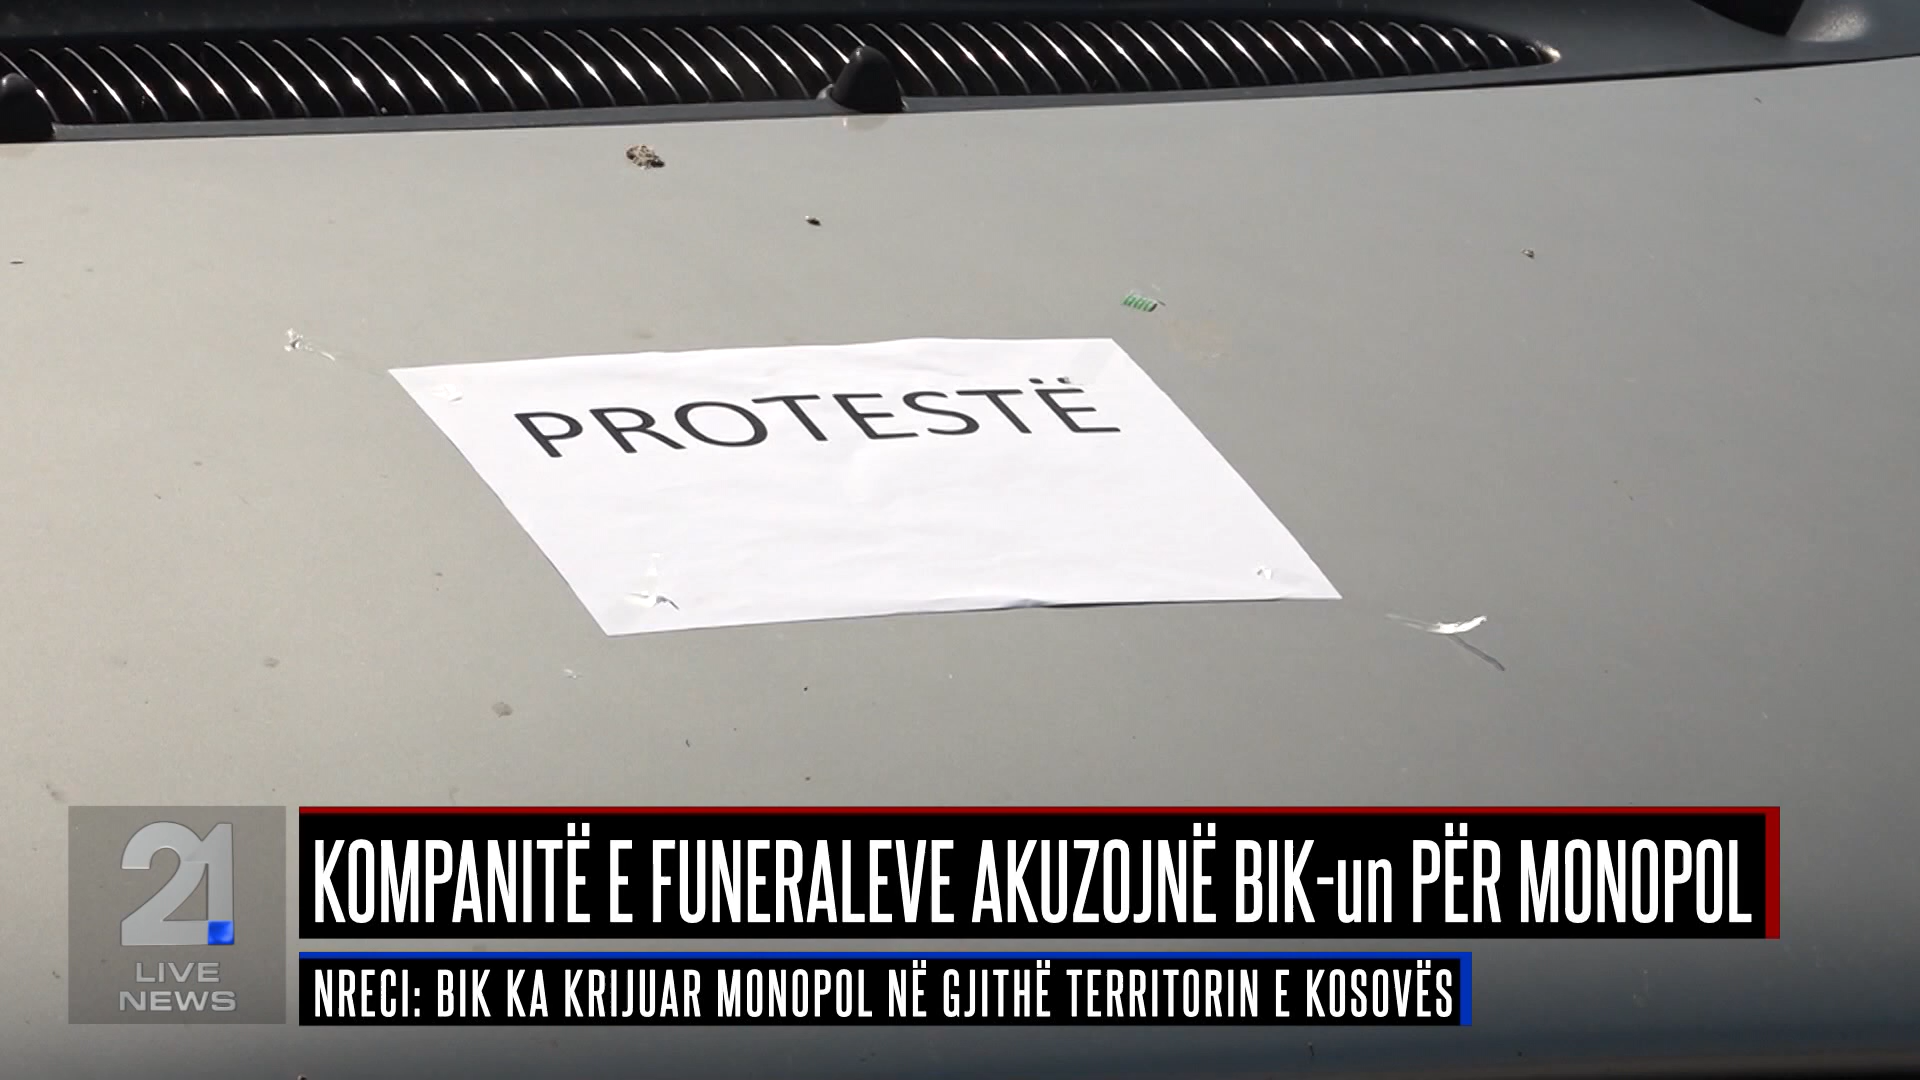 PROTESTË
21
LIVE
NEWS
KOMPANITË E FUNERALEVE AKUZOJNË BIK-un PËR MONOPOL
NRECI: BIK KA KRIJUAR MONOPOL NË GJITHË TERRITORIN E KOSOVËS